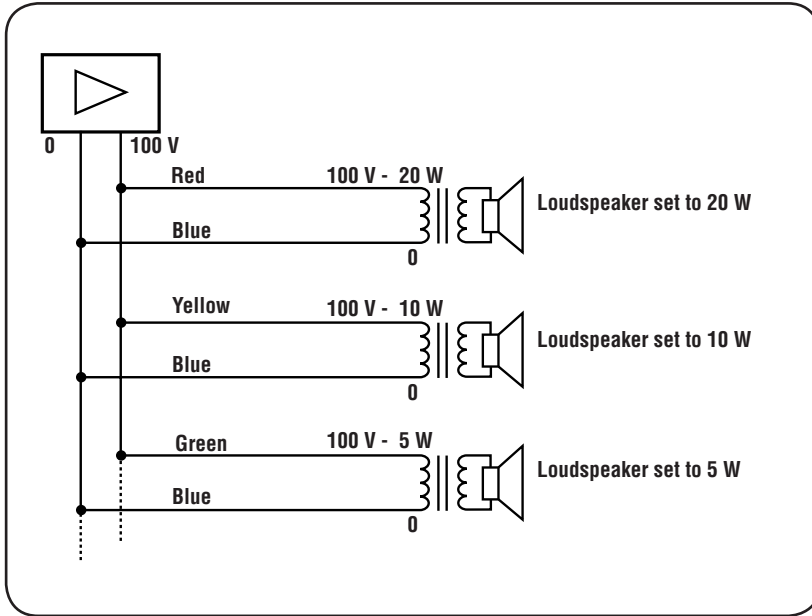 0 100 V
Red 100 V - 20 W
Loudspeaker set to 20 W
Blue
0
Yellow 100 V - 10 W
Loudspeaker set to 10 W
Blue
0
Green 100 V - 5 W
Loudspeaker set to 5 W
Blue
0